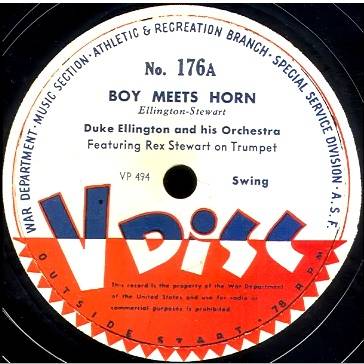 WAR DEPARTMENT · MUSIC SECTION · ATHLETIC & RECREATION BRANCH · SPECIAL SERVICE DIVISION · A.S.F.
No. 176A
BOY MEETS HORN
Ellington-Stewart
Duke Ellington and his Orchestra
Featuring Rex Stewart on Trumpet
VP 494 Swing
V DiSC
This record is the property of the War Department
of the United States and use for radio or
commercial purposes is prohibited
OUTSIDE START · 78 RPM